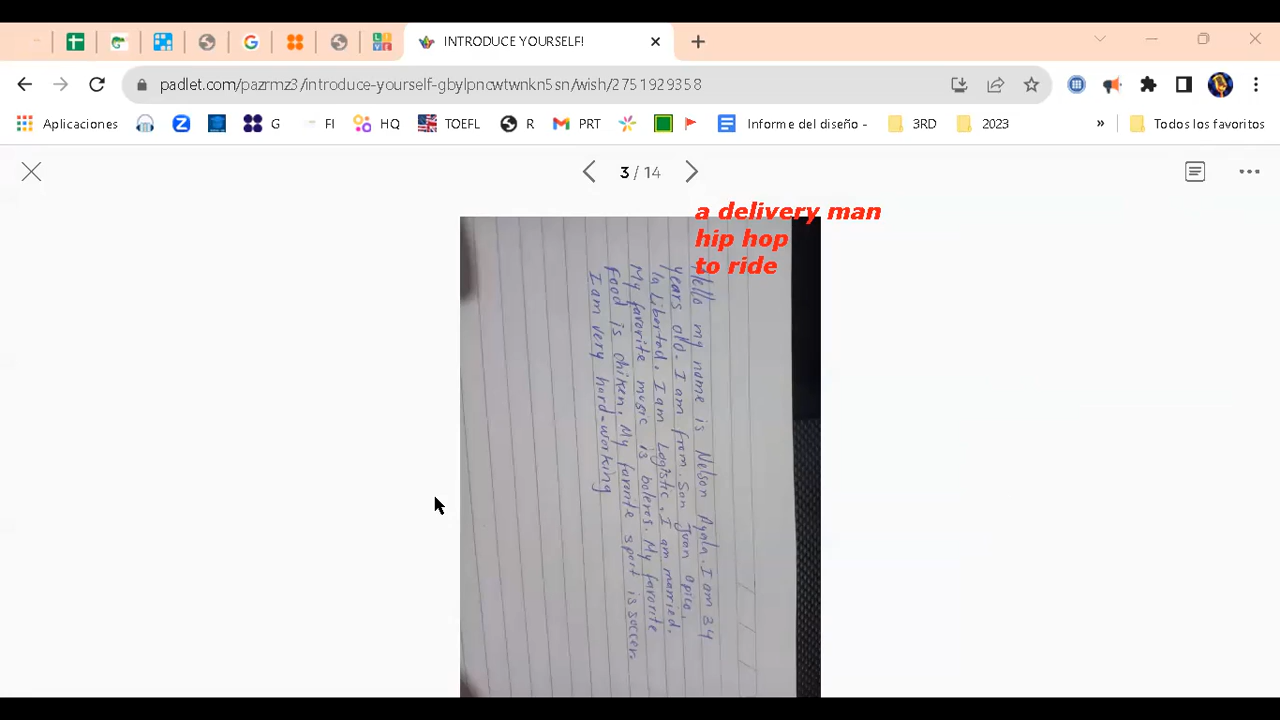 INTRODUCE YOURSELF!
padlet.com/pazrmz3/introduce-yourself-gbylpncwtwnkn5sn/wish/2751929358
Aplicaciones G FI HQ TOEFL R PRT Informe del diseño - 3RD 2023 » Todos los favoritos
3 / 14
a delivery man
hip hop
to ride
Hello my name is Nelson Ayala. I am 34
years old. I am from. San Juan opico,
la Libertad. I am Logistic. I am married.
My favorite music is boleros. My favorite
Food is chiken. My favorite sport is soccer.
I am very hard-working